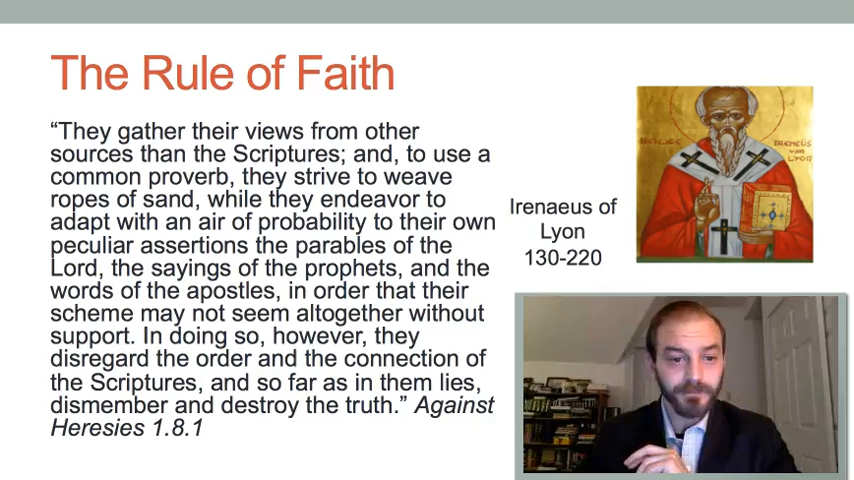 The Rule of Faith
“They gather their views from other
sources than the Scriptures; and, to use a
common proverb, they strive to weave
ropes of sand, while they endeavor to
adapt with an air of probability to their own
peculiar assertions the parables of the
Lord, the sayings of the prophets, and the
words of the apostles, in order that their
scheme may not seem altogether without
support. In doing so, however, they
disregard the order and the connection of
the Scriptures, and so far as in them lies,
dismember and destroy the truth.” Against
Heresies 1.8.1
Irenaeus of
Lyon
130-220
IRENEUS
VAN
LYON